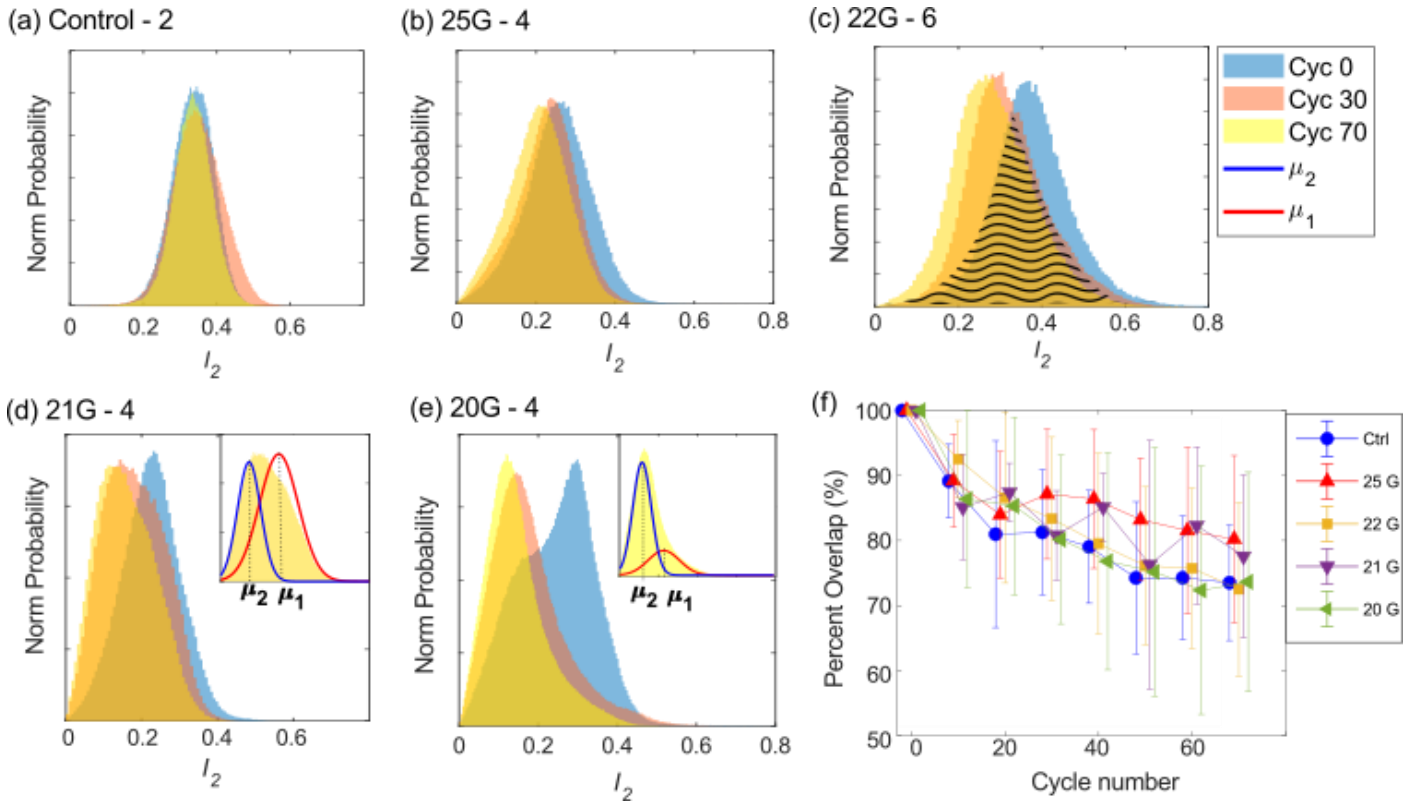 (a) Control - 2
(b) 25G - 4
(c) 22G - 6
Norm Probability
0 0.2 0.4 0.6
I2
Norm Probability
0 0.2 0.4 0.6 0.8
I2
Norm Probability
0 0.2 0.4 0.6 0.8
I2
Cyc 0
Cyc 30
Cyc 70
μ2
μ1
(d) 21G - 4
(e) 20G - 4
(f)
Norm Probability
μ2 μ1
0 0.2 0.4 0.6
I2
Norm Probability
μ2 μ1
0 0.2 0.4 0.6 0.8
I2
Percent Overlap (%)
100
90
80
70
60
50
0 20 40 60
Cycle number
Ctrl
25 G
22 G
21 G
20 G